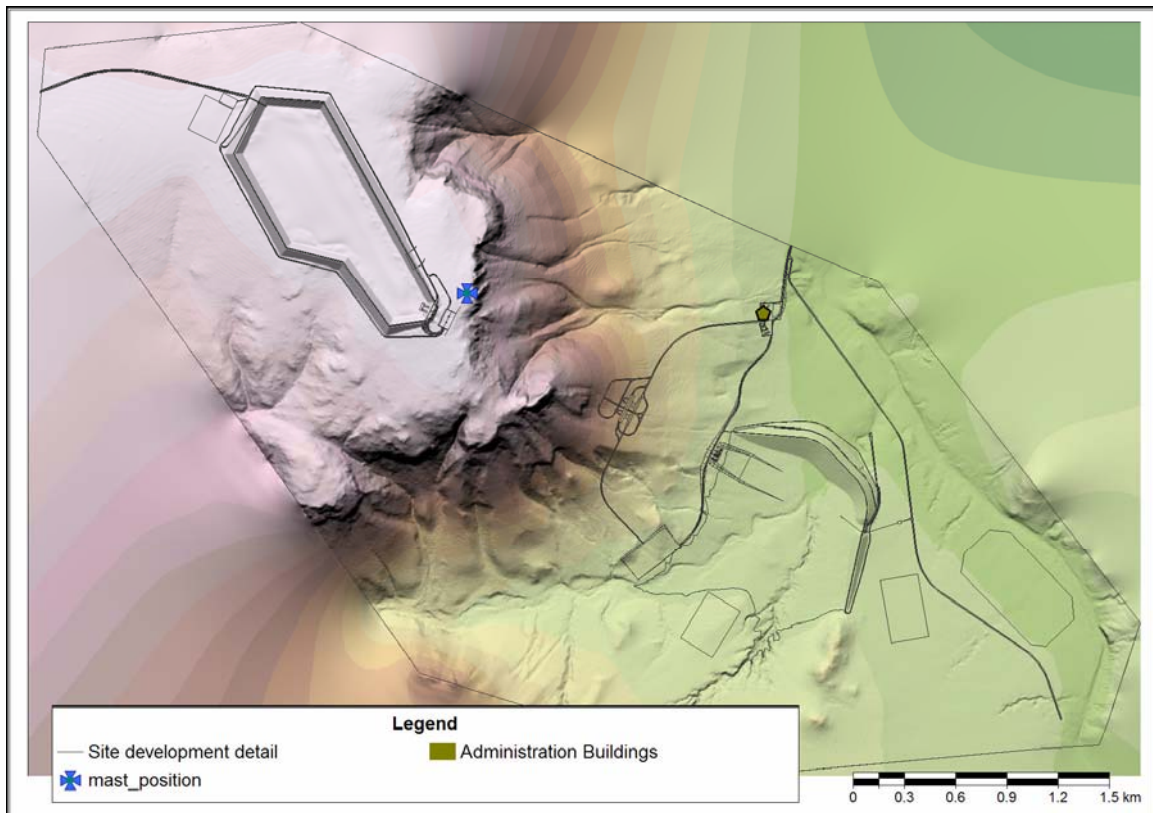 Legend
Site development detail
Administration Buildings
mast_position
0 0.3 0.6 0.9 1.2 1.5 km